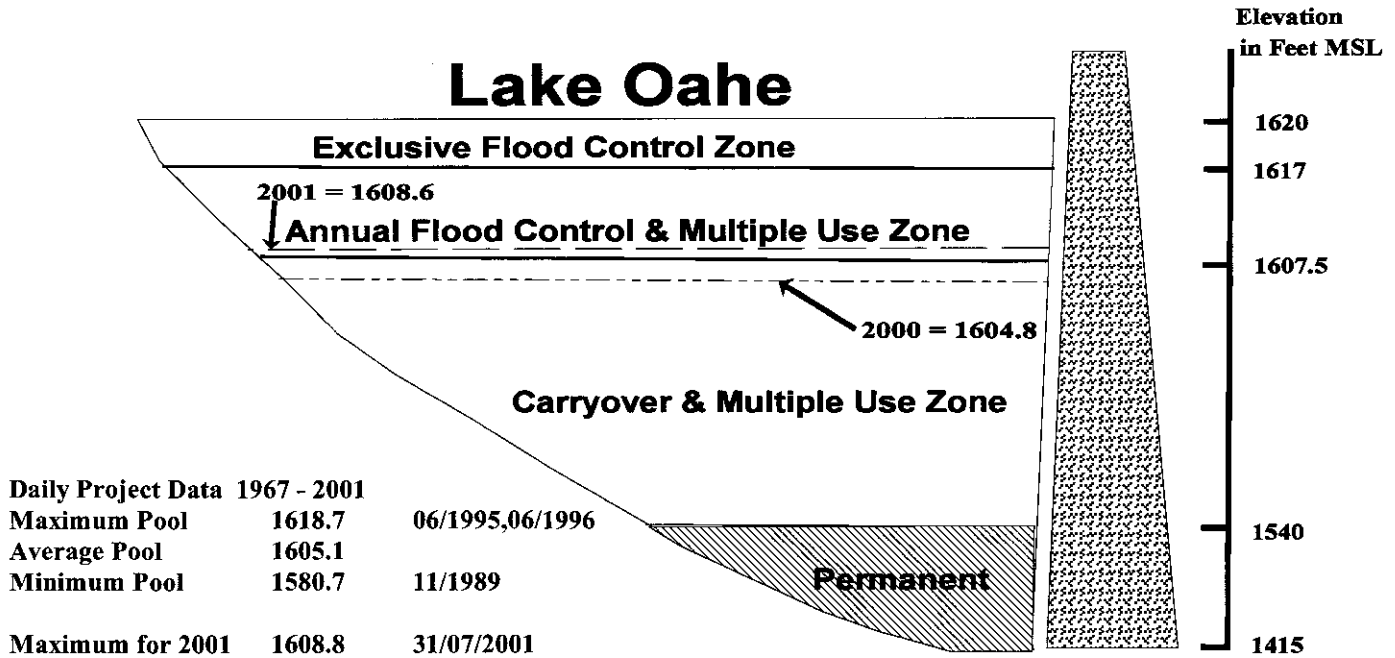 Elevation
in Feet MSL
Lake Oahe
1620
Exclusive Flood Control Zone
1617
2001 = 1608.6
Annual Flood Control & Multiple Use Zone
1607.5
2000 = 1604.8
Carryover & Multiple Use Zone
Daily Project Data 1967 - 2001
Maximum Pool 1618.7 06/1995,06/1996
1540
Average Pool 1605.1
Minimum Pool 1580.7 11/1989
Permanent
Maximum for 2001 1608.8 31/07/2001
1415